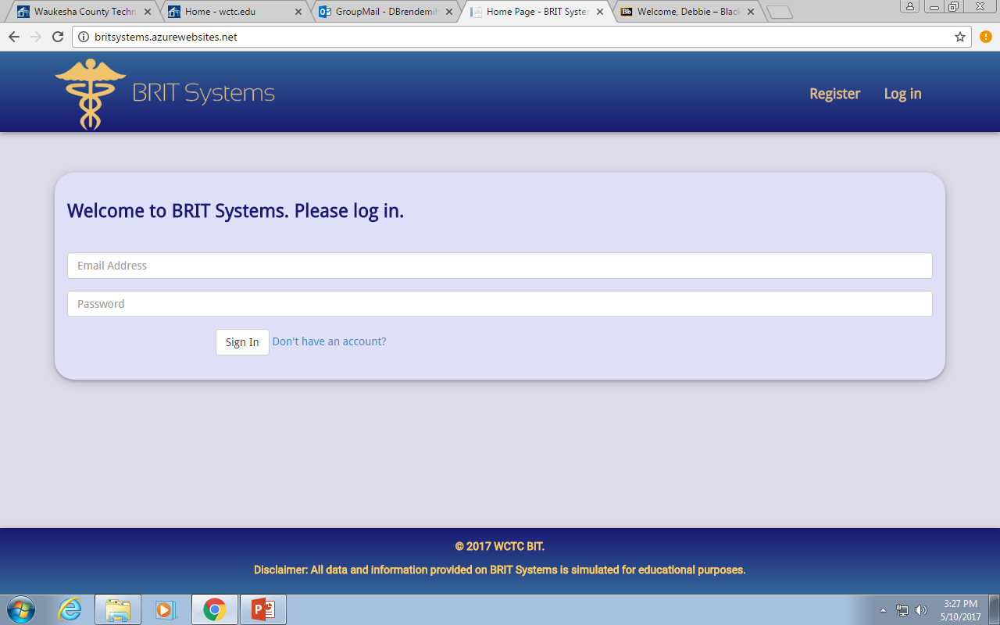 Waukesha County Techn
Home - wctc.edu
GroupMail - DBrendemih
Home Page - BRIT System
Welcome, Debbie – Black
britsystems.azurewebsites.net
BRIT Systems
Register
Log in
Welcome to BRIT Systems. Please log in.
Email Address
Password
Sign In
Don't have an account?
© 2017 WCTC BIT.
Disclaimer: All data and information provided on BRIT Systems is simulated for educational purposes.
3:27 PM
5/10/2017